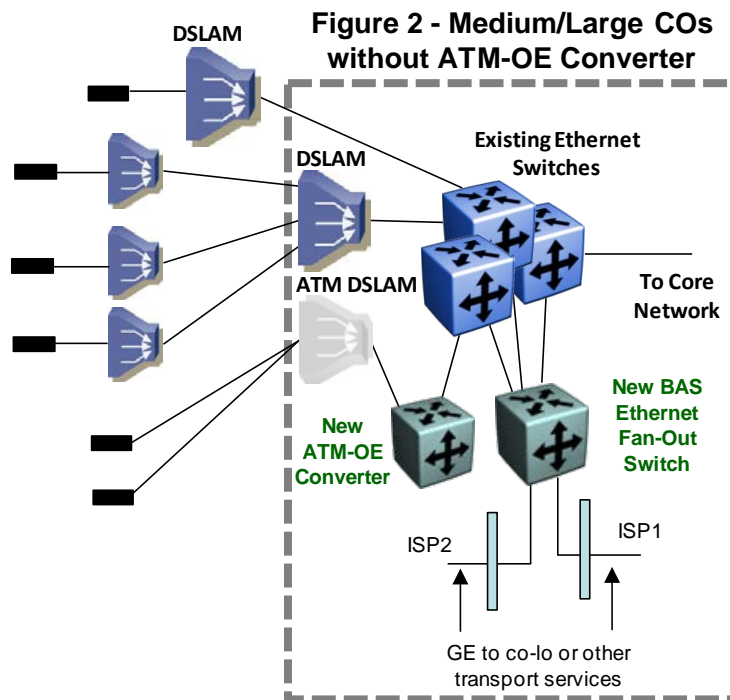 Figure 2 - Medium/Large COs
without ATM-OE Converter
DSLAM
Existing Ethernet
Switches
DSLAM
ATM DSLAM
To Core
Network
New
ATM-OE
Converter
New BAS
Ethernet
Fan-Out
Switch
ISP2
ISP1
GE to co-lo or other
transport services